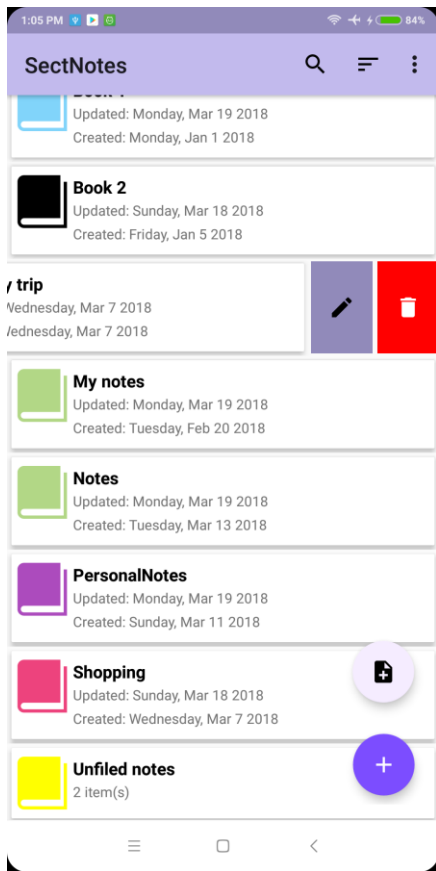 1:05 PM
84%
SectNotes
Updated: Monday, Mar 19 2018
Created: Monday, Jan 1 2018
Book 2
Updated: Sunday, Mar 18 2018
Created: Friday, Jan 5 2018
trip
Wednesday, Mar 7 2018
Wednesday, Mar 7 2018
My notes
Updated: Monday, Mar 19 2018
Created: Tuesday, Feb 20 2018
Notes
Updated: Monday, Mar 19 2018
Created: Tuesday, Mar 13 2018
PersonalNotes
Updated: Monday, Mar 19 2018
Created: Sunday, Mar 11 2018
Shopping
Updated: Sunday, Mar 18 2018
Created: Wednesday, Mar 7 2018
Unfiled notes
2 item(s)